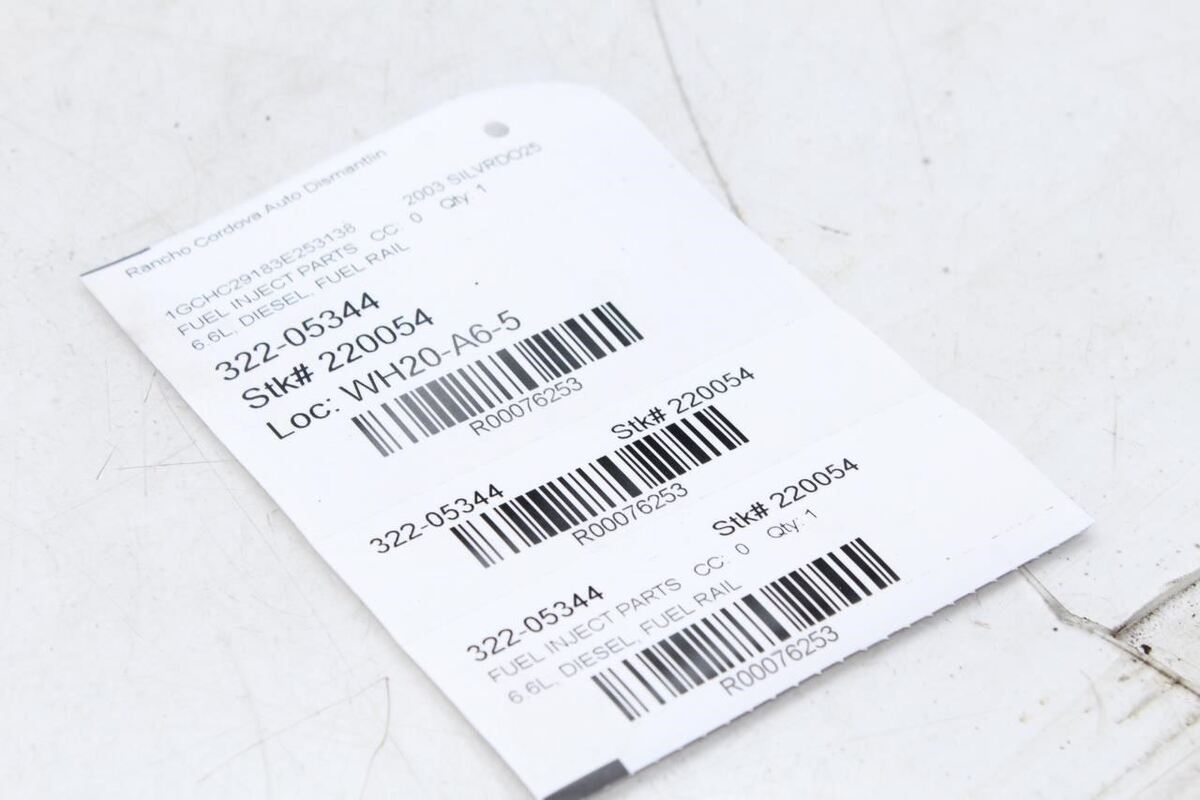 Rancho Cordova Auto Dismantlin
1GCHC29183E253138 2003 SILVRDO25
FUEL INJECT PARTS CC: 0 Qty: 1
6.6L, DIESEL, FUEL RAIL
322-05344
Stk# 220054
Loc: WH20-A6-5
R00076253
322-05344 Stk# 220054
R00076253
322-05344 Stk# 220054
FUEL INJECT PARTS CC: 0 Qty: 1
6.6L, DIESEL, FUEL RAIL
R00076253